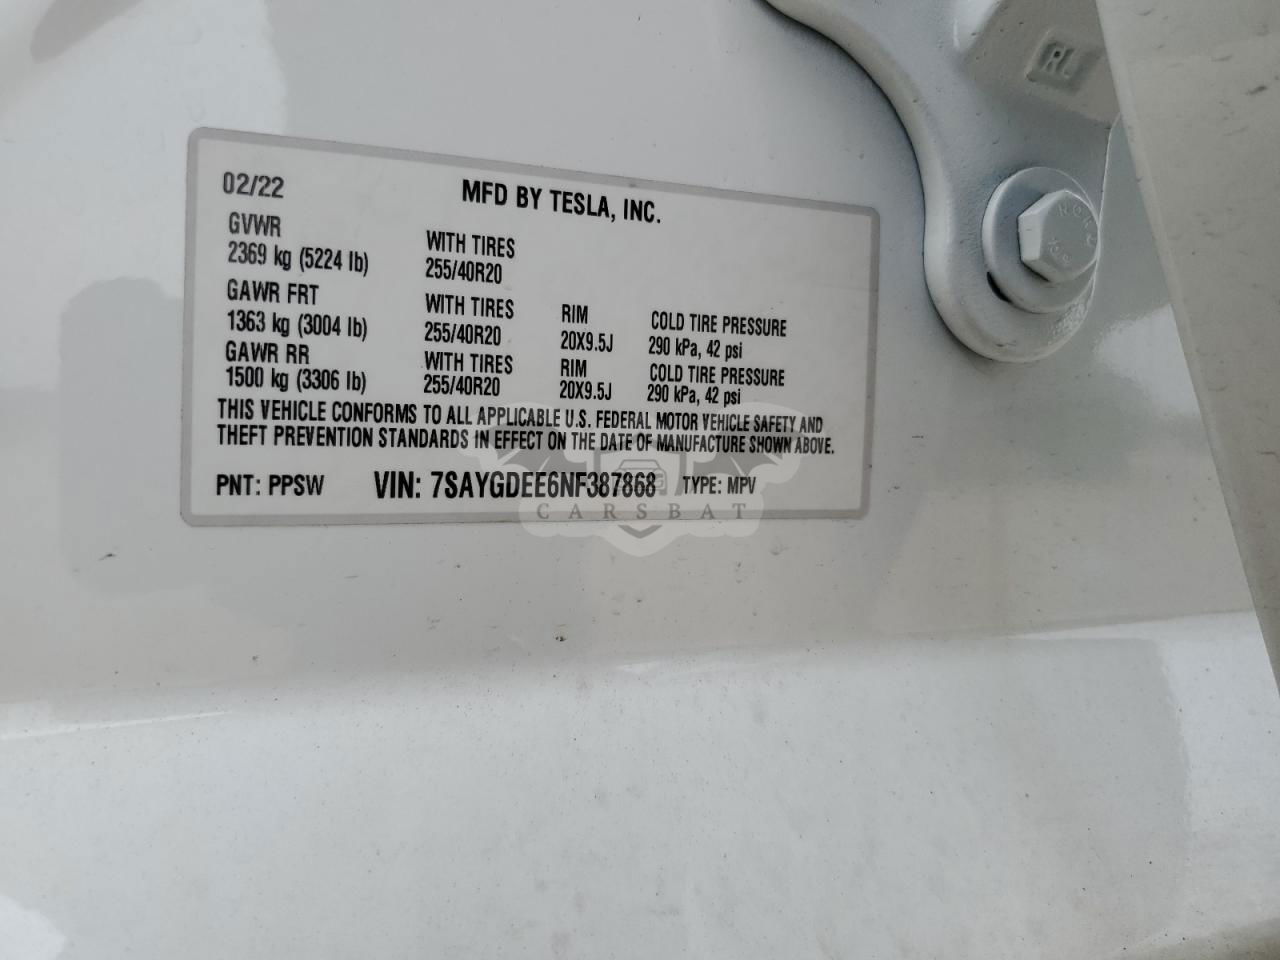 RL
02/22
MFD BY TESLA, INC.
GVWR
2369 kg (5224 lb)
WITH TIRES
255/40R20
GAWR FRT
1363 kg (3004 lb)
WITH TIRES
255/40R20
RIM
20X9.5J
COLD TIRE PRESSURE
290 kPa, 42 psi
GAWR RR
1500 kg (3306 lb)
WITH TIRES
255/40R20
RIM
20X9.5J
COLD TIRE PRESSURE
290 kPa, 42 psi
THIS VEHICLE CONFORMS TO ALL APPLICABLE U.S. FEDERAL MOTOR VEHICLE SAFETY AND
THEFT PREVENTION STANDARDS IN EFFECT ON THE DATE OF MANUFACTURE SHOWN ABOVE.
PNT: PPSW VIN: 7SAYGDEE6NF387868 TYPE: MPV
CARSBAT